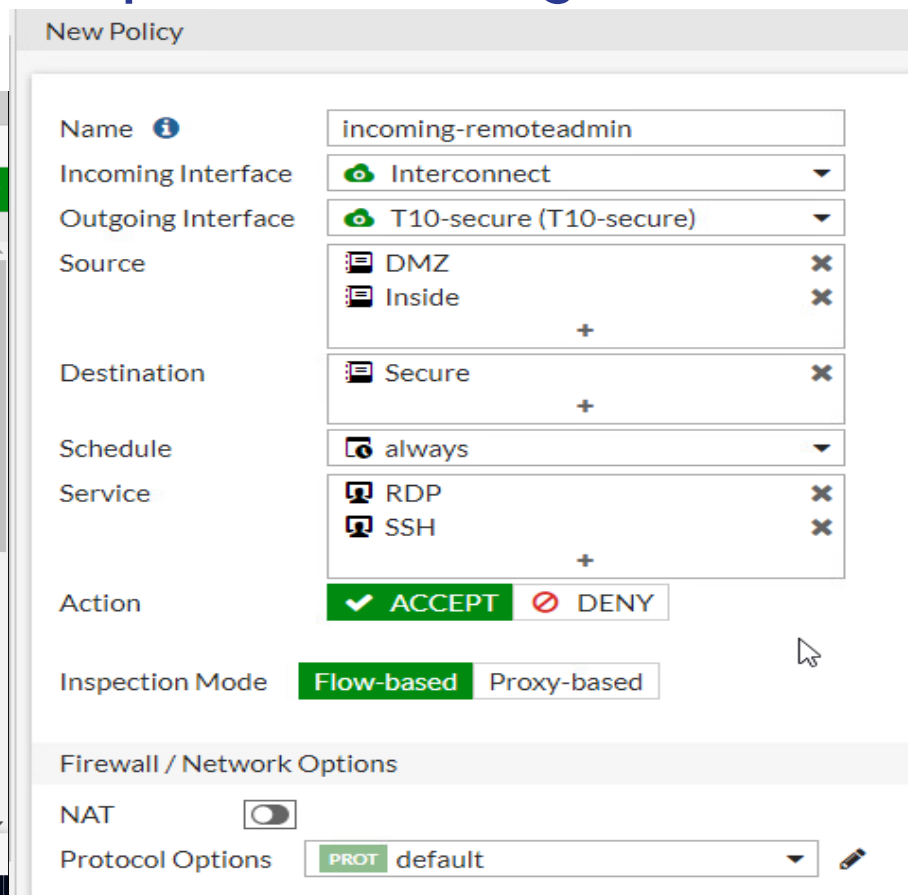 New Policy
Name incoming-remoteadmin
Incoming Interface Interconnect
Outgoing Interface T10-secure (T10-secure)
Source DMZ
Inside
+
Destination Secure
+
Schedule always
Service RDP
SSH
+
Action ACCEPT DENY
Inspection Mode Flow-based Proxy-based
Firewall / Network Options
NAT
Protocol Options PROT default